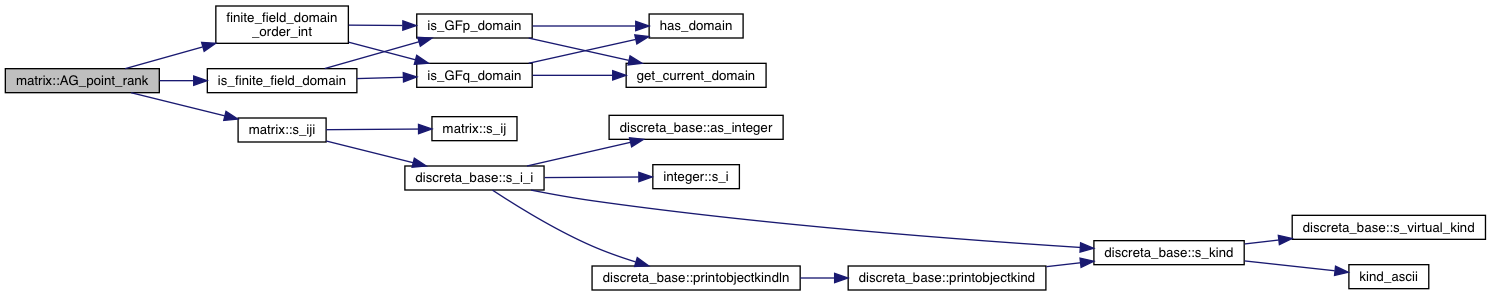 matrix::AG_point_rank
finite_field_domain
_order_int
is_finite_field_domain
matrix::s_iji
is_GFp_domain
is_GFq_domain
has_domain
get_current_domain
matrix::s_ij
discreta_base::s_i_i
discreta_base::as_integer
integer::s_i
discreta_base::printobjectkindln
discreta_base::printobjectkind
discreta_base::s_kind
discreta_base::s_virtual_kind
kind_ascii